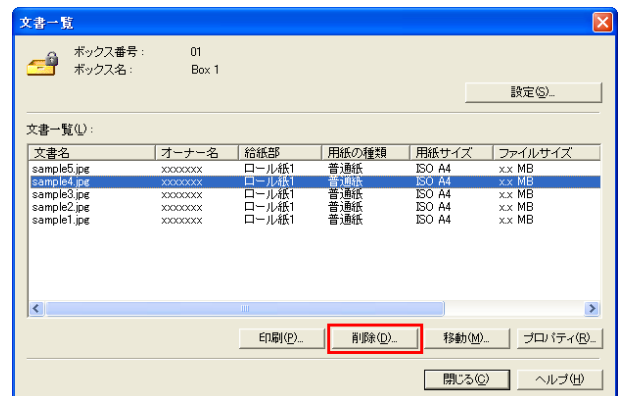 文書一覧
ボックス番号： 01
ボックス名： Box 1
設定(S)...
文書一覧(L)：
文書名 オーナー名 給紙部 用紙の種類 用紙サイズ ファイルサイズ
sample5.jpg xxxxxxx ロール紙1 普通紙 ISO A4 x.x MB
sample4.jpg xxxxxxx ロール紙1 普通紙 ISO A4 x.x MB
sample3.jpg xxxxxxx ロール紙1 普通紙 ISO A4 x.x MB
sample2.jpg xxxxxxx ロール紙1 普通紙 ISO A4 x.x MB
sample1.jpg xxxxxxx ロール紙1 普通紙 ISO A4 x.x MB
印刷(P)... 削除(D)... 移動(M)... プロパティ(R)...
閉じる(C) ヘルプ(H)